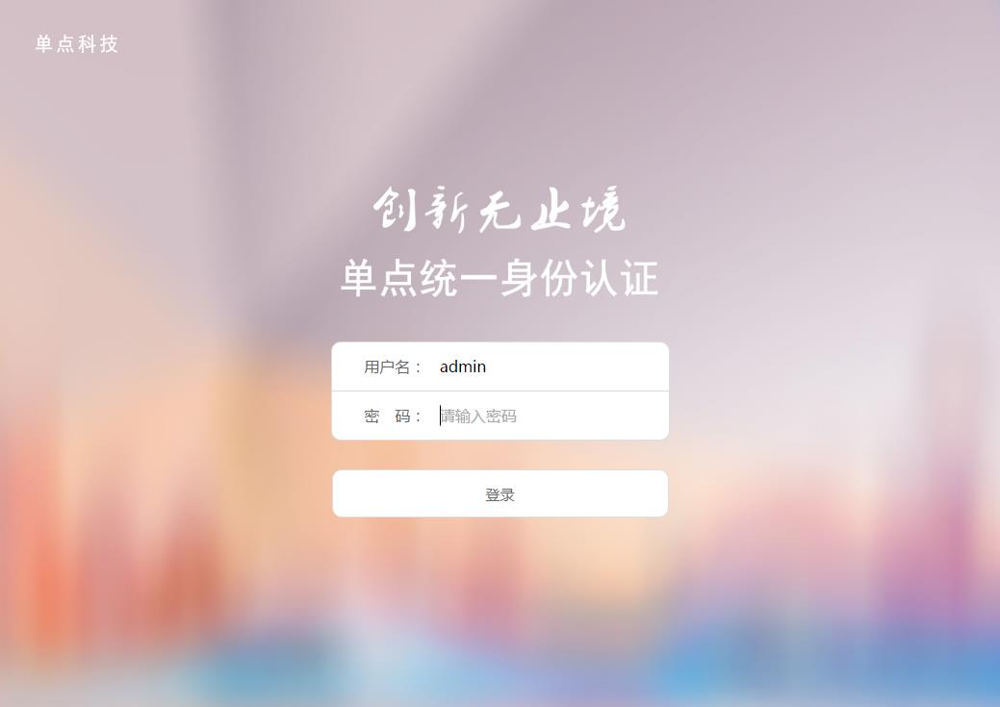 单点科技
创新无止境
单点统一身份认证
用户名： admin
密 码： 请输入密码
登录